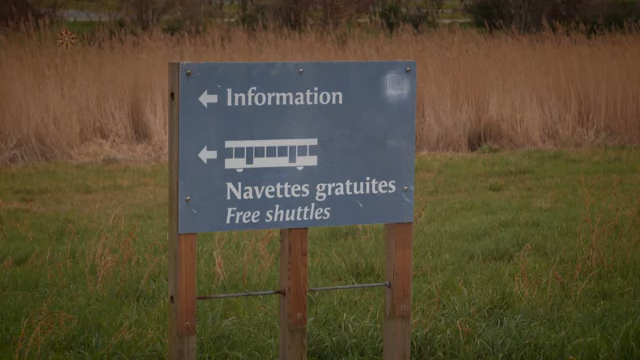 Information
Navettes gratuites
Free shuttles